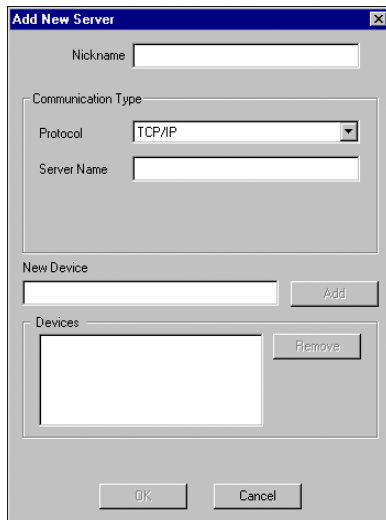 Add New Server
Nickname
Communication Type
Protocol TCP/IP
Server Name
New Device
Add
Devices
Remove
OK Cancel